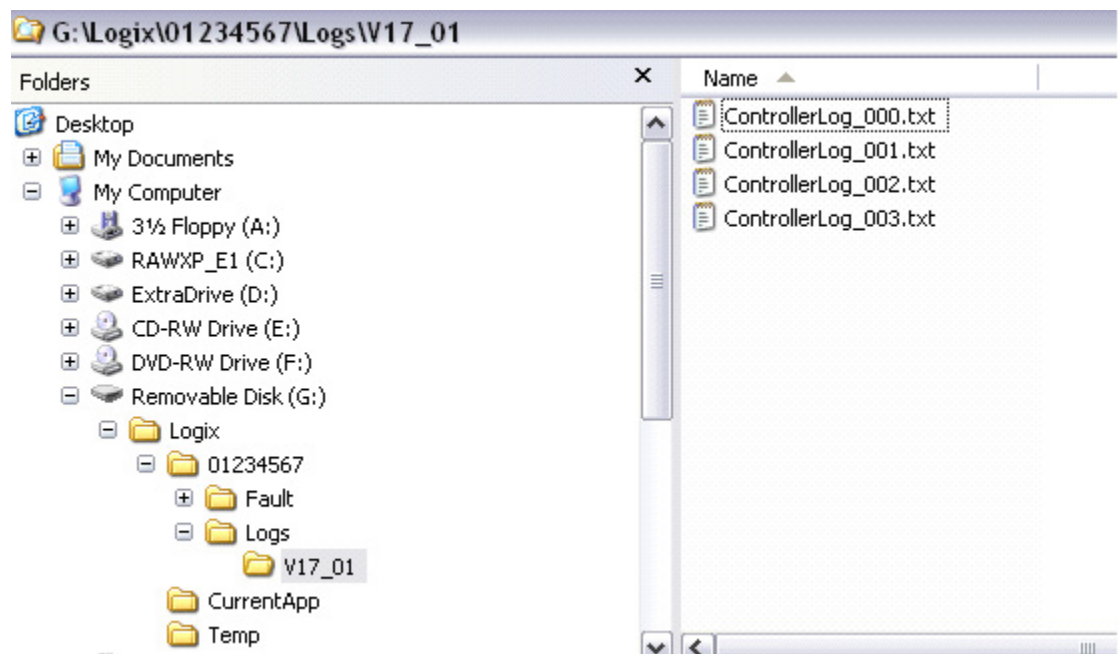 G:\Logix\01234567\Logs\V17_01
Folders
Desktop
My Documents
My Computer
3½ Floppy (A:)
RAWXP_E1 (C:)
ExtraDrive (D:)
CD-RW Drive (E:)
DVD-RW Drive (F:)
Removable Disk (G:)
Logix
01234567
Fault
Logs
V17_01
CurrentApp
Temp
Name
ControllerLog_000.txt
ControllerLog_001.txt
ControllerLog_002.txt
ControllerLog_003.txt